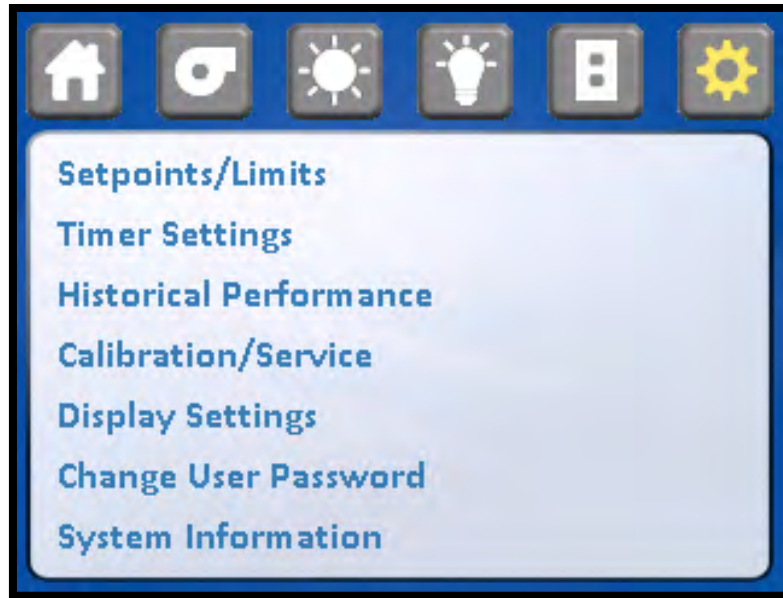 Setpoints/Limits
Timer Settings
Historical Performance
Calibration/Service
Display Settings
Change User Password
System Information